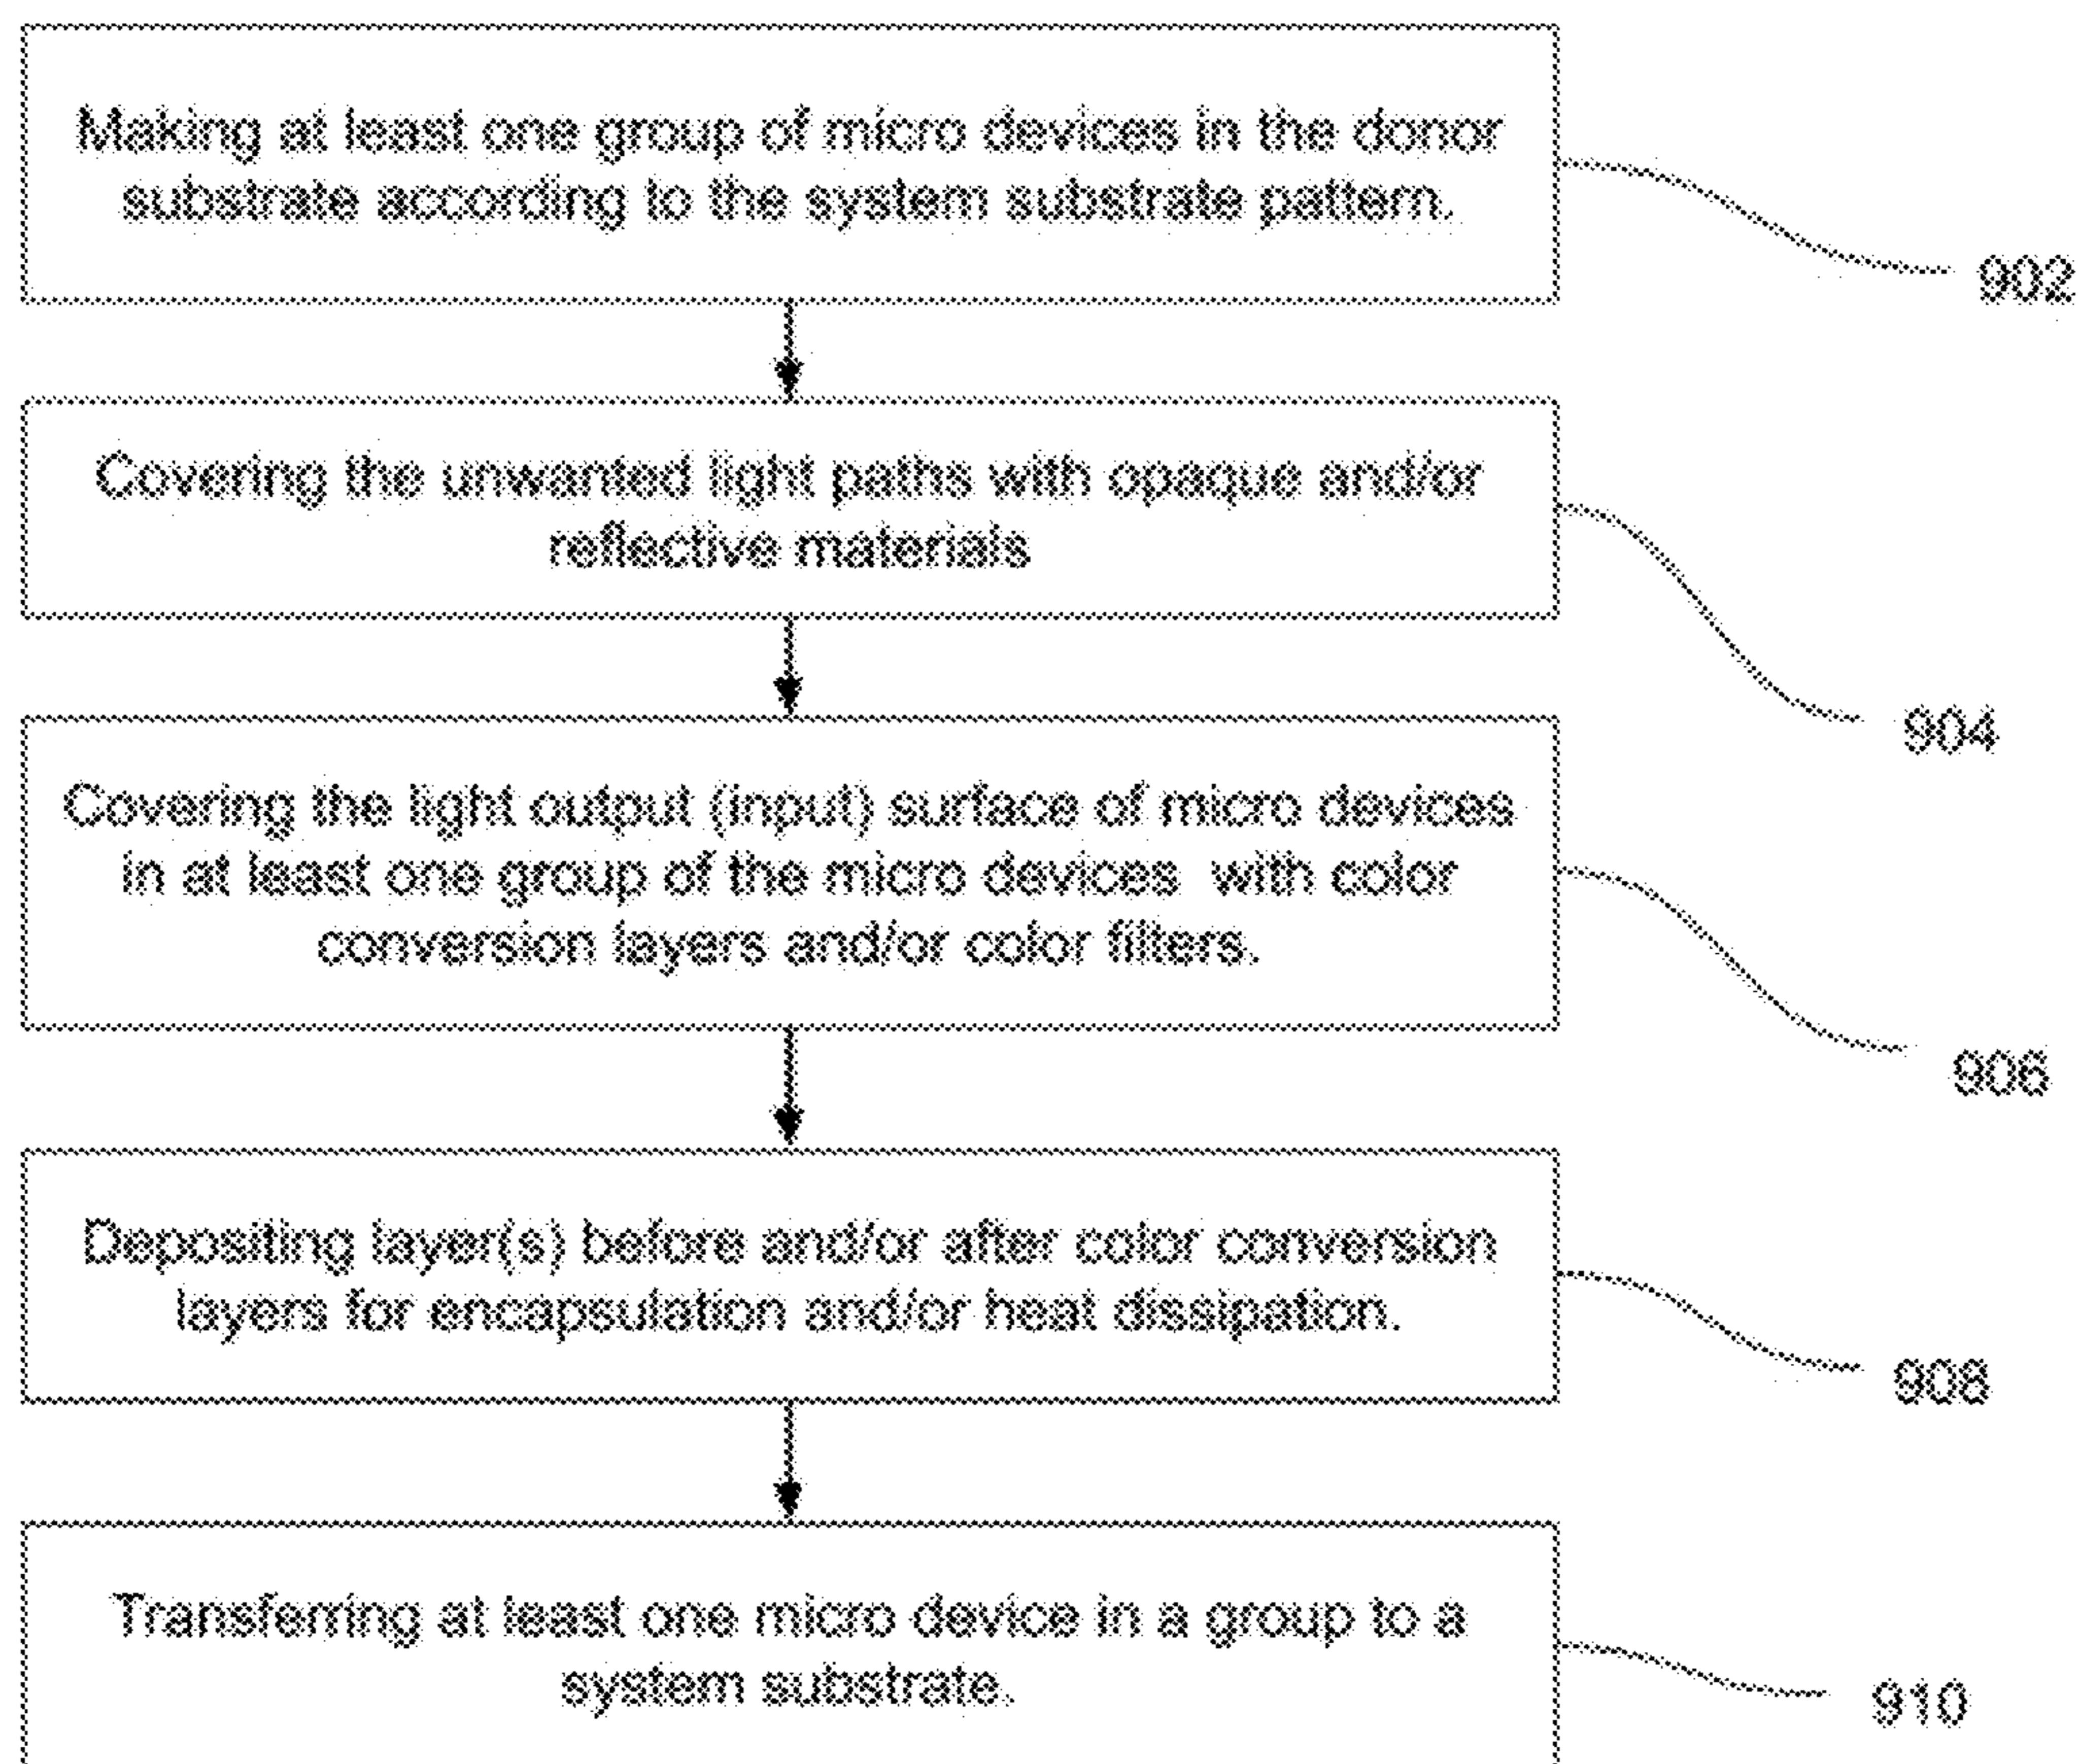 Making at least one group of micro devices in the donor
substrate according to the system substrate pattern.
902
Covering the unwanted light paths with opaque and/or
reflective materials
904
Covering the light output (input) surface of micro devices
in at least one group of the micro devices with color
conversion layers and/or color filters.
906
Depositing layer(s) before and/or after color conversion
layers for encapsulation and/or heat dissipation.
908
Transferring at least one micro device in a group to a
system substrate.
910